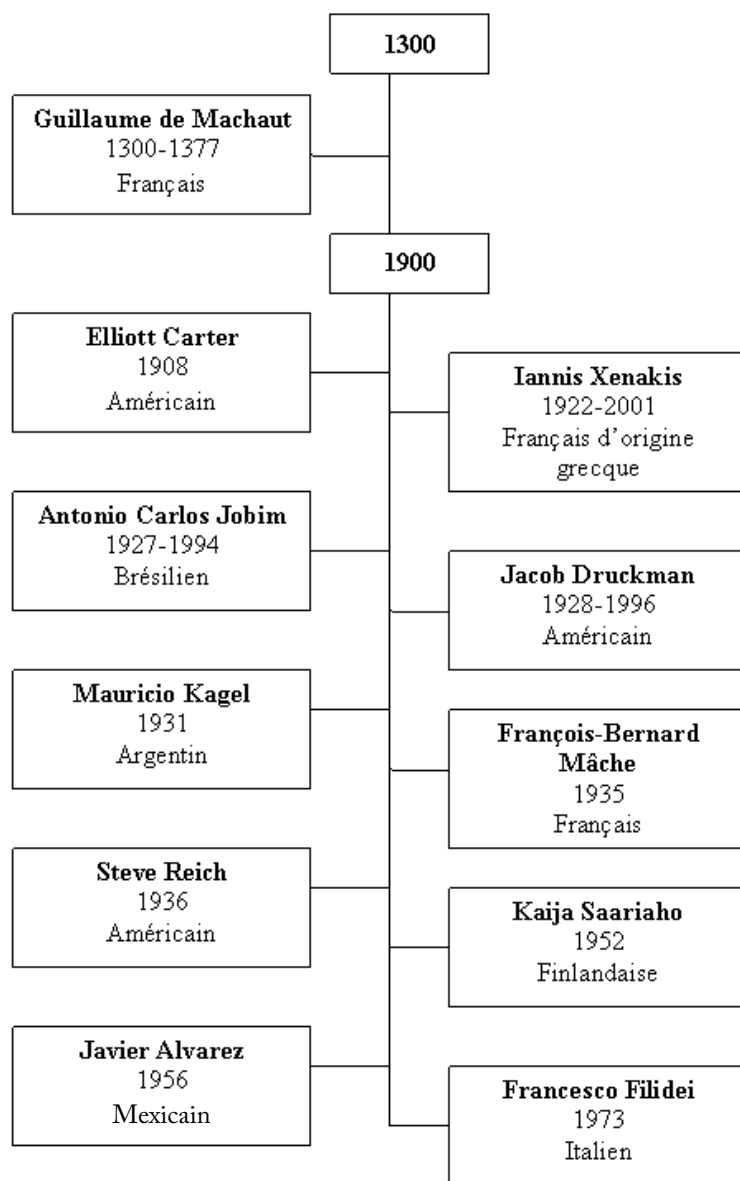 1300
Guillaume de Machaut
1300-1377
Français
1900
Elliott Carter
1908
Américain
Iannis Xenakis
1922-2001
Français d'origine
grecque
Antonio Carlos Jobim
1927-1994
Brésilien
Jacob Druckman
1928-1996
Américain
Mauricio Kagel
1931
Argentin
François-Bernard
Mâche
1935
Français
Steve Reich
1936
Américain
Kaija Saariaho
1952
Finlandaise
Javier Alvarez
1956
Mexicain
Francesco Filidei
1973
Italien